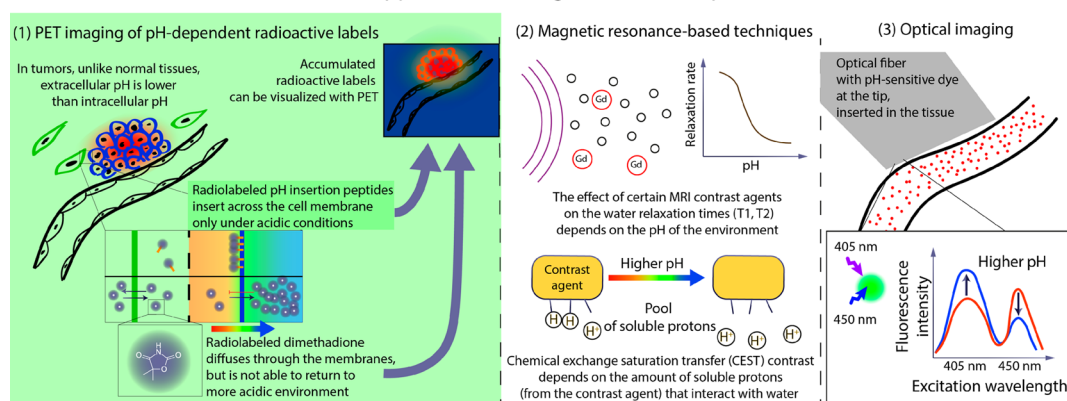 (1) PET imaging of pH-dependent radioactive labels
In tumors, unlike normal tissues,
extracellular pH is lower
than intracellular pH
Accumulated
radioactive labels
can be visualized with PET
Radiolabeled pH insertion peptides
insert across the cell membrane
only under acidic conditions
H
N
O
O
O
Radiolabeled dimethadione
diffuses through the membranes,
but is not able to return to
more acidic environment
(2) Magnetic resonance-based techniques
Gd
Gd
Gd
Relaxation rate
pH
The effect of certain MRI contrast agents
on the water relaxation times (T1, T2)
depends on the pH of the environment
Contrast
agent
Higher pH
H
H
H+
Pool
of soluble protons
H+
H+
H+
Chemical exchange saturation transfer (CEST) contrast
depends on the amount of soluble protons
(from the contrast agent) that interact with water
(3) Optical imaging
Optical fiber
with pH-sensitive dye
at the tip,
inserted in the tissue
405 nm
450 nm
Fluorescence
intensity
Higher pH
405 nm
450 nm
Excitation wavelength